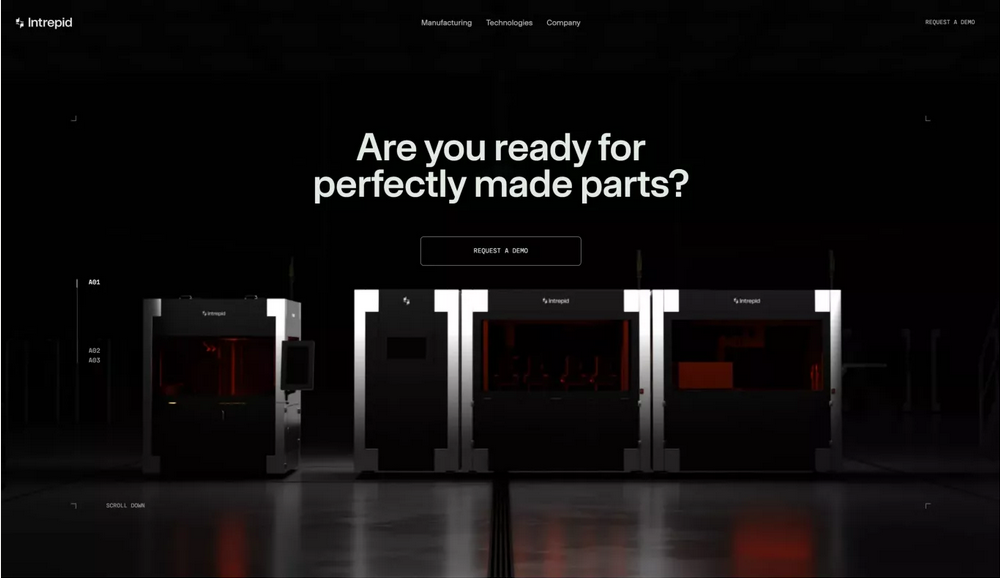 Intrepid
Manufacturing Technologies Company
REQUEST A DEMO
Are you ready for
perfectly made parts?
REQUEST A DEMO
A01
A02
A03
Intrepid
Intrepid
Intrepid
SCROLL DOWN